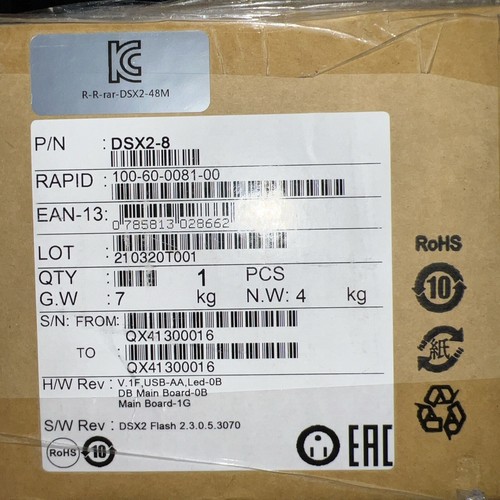 R-R-rar-DSX2-48M
P/N : DSX2-8
RAPID : 100-60-0081-00
EAN-13:
0 785813 028662
LOT : 210320T001
QTY : 1 PCS
G.W : 7 kg N.W: 4 kg
S/N: FROM:
QX41300016
TO :
QX41300016
H/W Rev : V.1F,USB-AA,Led-0B
DB Main Board-0B
Main Board-1G
S/W Rev : DSX2 Flash 2.3.0.5.3070
RoHS 10 EAC
RoHS
10
紙